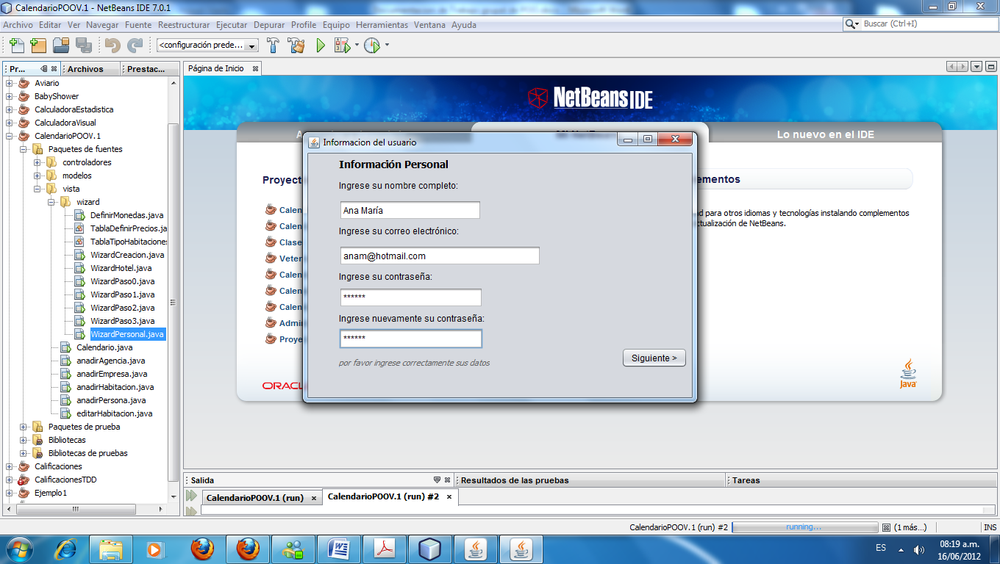 CalendarioPOOV.1 - NetBeans IDE 7.0.1
Archivo Editar Ver Navegar Fuente Reestructurar Ejecutar Depurar Profile Equipo Herramientas Ventana Ayuda
Buscar (Ctrl+I)
<configuración prede...
Pr...
Archivos
Prestac...
Página de Inicio
Aviario
BabyShower
CalculadoraEstadistica
CalculadoraVisual
CalendarioPOOV.1
Paquetes de fuentes
controladores
modelos
vista
wizard
DefinirMonedas.java
TablaDefinirPrecios.ja
TablaTipoHabitaciones
WizardCreacion.java
WizardHotel.java
WizardPaso0.java
WizardPaso1.java
WizardPaso2.java
WizardPaso3.java
WizardPersonal.java
Calendario.java
anadirAgencia.java
anadirEmpresa.java
anadirHabitacion.java
anadirPersona.java
editarHabitacion.java
Paquetes de prueba
Bibliotecas
Bibliotecas de pruebas
Calificaciones
CalificacionesTDD
Ejemplo1
NetBeans IDE
Lo nuevo en el IDE
Proyect
Calen
Calen
Clase
Veter
Calen
Calen
Calen
Admi
Proye
ementos
d para otros idiomas y tecnologías instalando complementos
ctualización de NetBeans.
ORACL
Java
Informacion del usuario
Información Personal
Ingrese su nombre completo:
Ana María
Ingrese su correo electrónico:
anam@hotmail.com
Ingrese su contraseña:
******
Ingrese nuevamente su contraseña:
******
por favor ingrese correctamente sus datos
Siguiente >
Salida
Resultados de las pruebas
Tareas
CalendarioPOOV.1 (run)
CalendarioPOOV.1 (run) #2
CalendarioPOOV.1 (run) #2
running...
(1 más...)
INS
ES
08:19 a.m.
16/06/2012